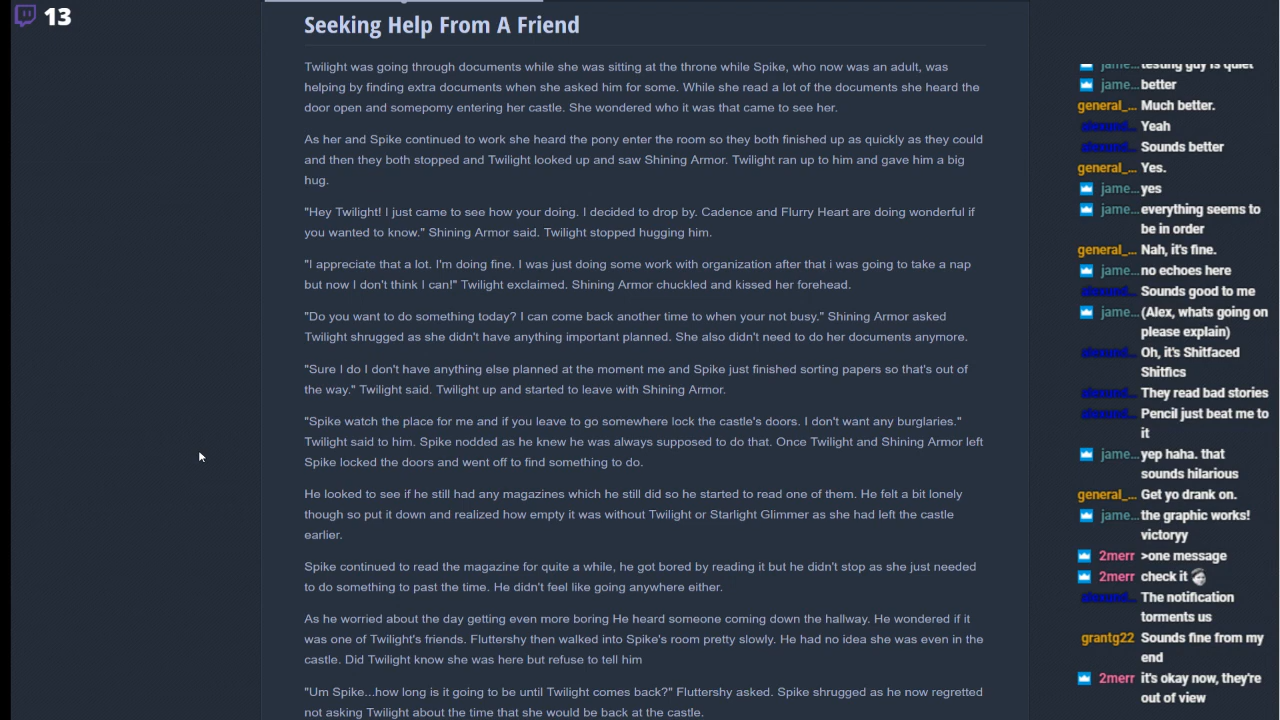 13
Seeking Help From A Friend
Twilight was going through documents while she was sitting at the throne while Spike, who now was an adult, was
helping by finding extra documents when she asked him for some. While she read a lot of the documents she heard the
door open and somepomy entering her castle. She wondered who it was that came to see her.
As her and Spike continued to work she heard the pony enter the room so they both finished up as quickly as they could
and then they both stopped and Twilight looked up and saw Shining Armor. Twilight ran up to him and gave him a big
hug.
"Hey Twilight! I just came to see how your doing. I decided to drop by. Cadence and Flurry Heart are doing wonderful if
you wanted to know." Shining Armor said. Twilight stopped hugging him.
"I appreciate that a lot. I'm doing fine. I was just doing some work with organization after that i was going to take a nap
but now I don't think I can!" Twilight exclaimed. Shining Armor chuckled and kissed her forehead.
"Do you want to do something today? I can come back another time to when your not busy." Shining Armor asked
Twilight shrugged as she didn't have anything important planned. She also didn't need to do her documents anymore.
"Sure I do I don't have anything else planned at the moment me and Spike just finished sorting papers so that's out of
the way." Twilight said. Twilight up and started to leave with Shining Armor.
"Spike watch the place for me and if you leave to go somewhere lock the castle's doors. I don't want any burglaries."
Twilight said to him. Spike nodded as he knew he was always supposed to do that. Once Twilight and Shining Armor left
Spike locked the doors and went off to find something to do.
He looked to see if he still had any magazines which he still did so he started to read one of them. He felt a bit lonely
though so put it down and realized how empty it was without Twilight or Starlight Glimmer as she had left the castle
earlier.
Spike continued to read the magazine for quite a while, he got bored by reading it but he didn't stop as she just needed
to do something to past the time. He didn't feel like going anywhere either.
As he worried about the day getting even more boring He heard someone coming down the hallway. He wondered if it
was one of Twilight's friends. Fluttershy then walked into Spike's room pretty slowly. He had no idea she was even in the
castle. Did Twilight know she was here but refuse to tell him
"Um Spike...how long is it going to be until Twilight comes back?" Fluttershy asked. Spike shrugged as he now regretted
not asking Twilight about the time that she would be back at the castle.
jame... testing guy is quiet
jame... better
general_... Much better.
Yeah
Sounds better
general_... Yes.
jame... yes
jame... everything seems to
be in order
general_... Nah, it's fine.
jame... no echoes here
Sounds good to me
jame... (Alex, whats going on
please explain)
Oh, it's Shitfaced
Shitfics
They read bad stories
Pencil just beat me to
it
jame... yep haha. that
sounds hilarious
general_... Get yo drank on.
jame... the graphic works!
victoryy
2merr >one message
2merr check it
The notification
torments us
grantg22 Sounds fine from my
end
2merr it's okay now, they're
out of view